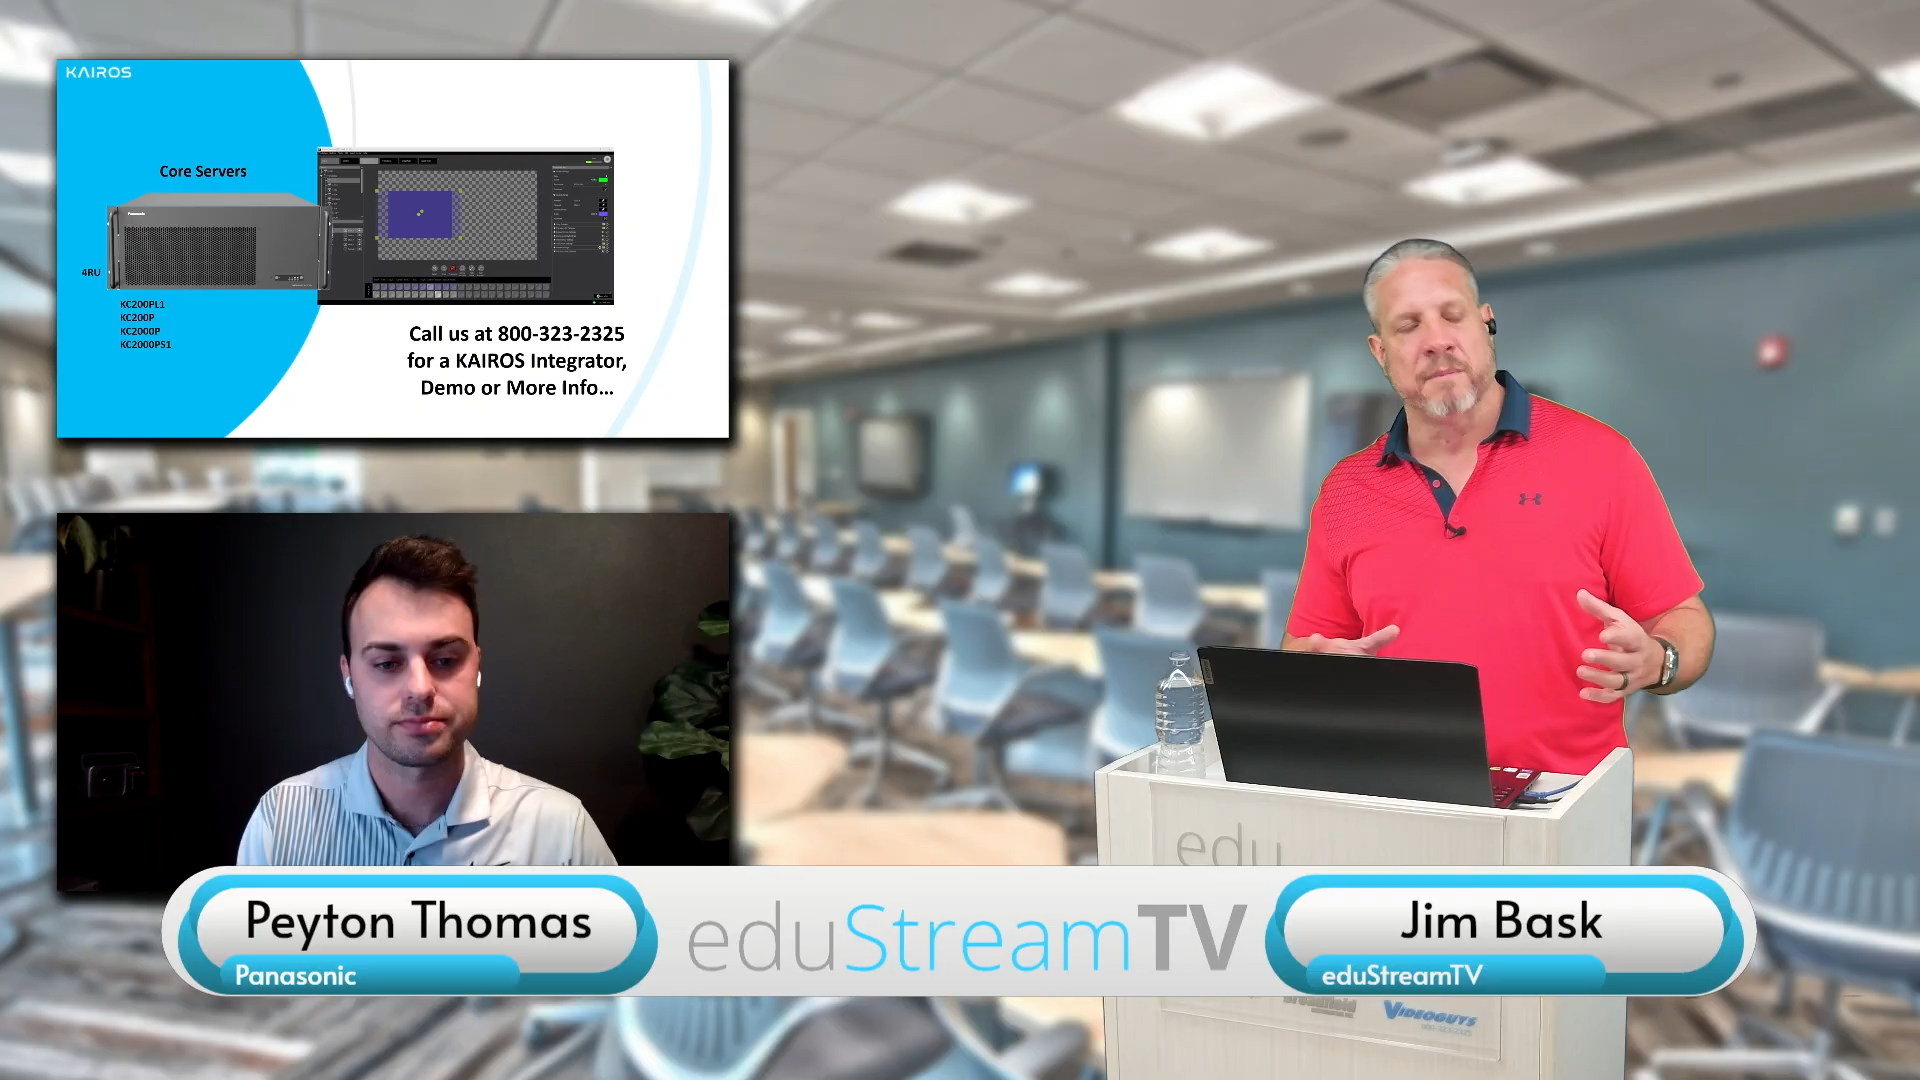 KAIROS
Core Servers
Panasonic
4RU
KC200PL1
KC200P
KC2000P
KC2000PS1
Call us at 800-323-2325
for a KAIROS Integrator,
Demo or More Info...
edu
Peyton Thomas
Panasonic
eduStreamTV
Jim Bask
eduStreamTV
VIDEOGUYS